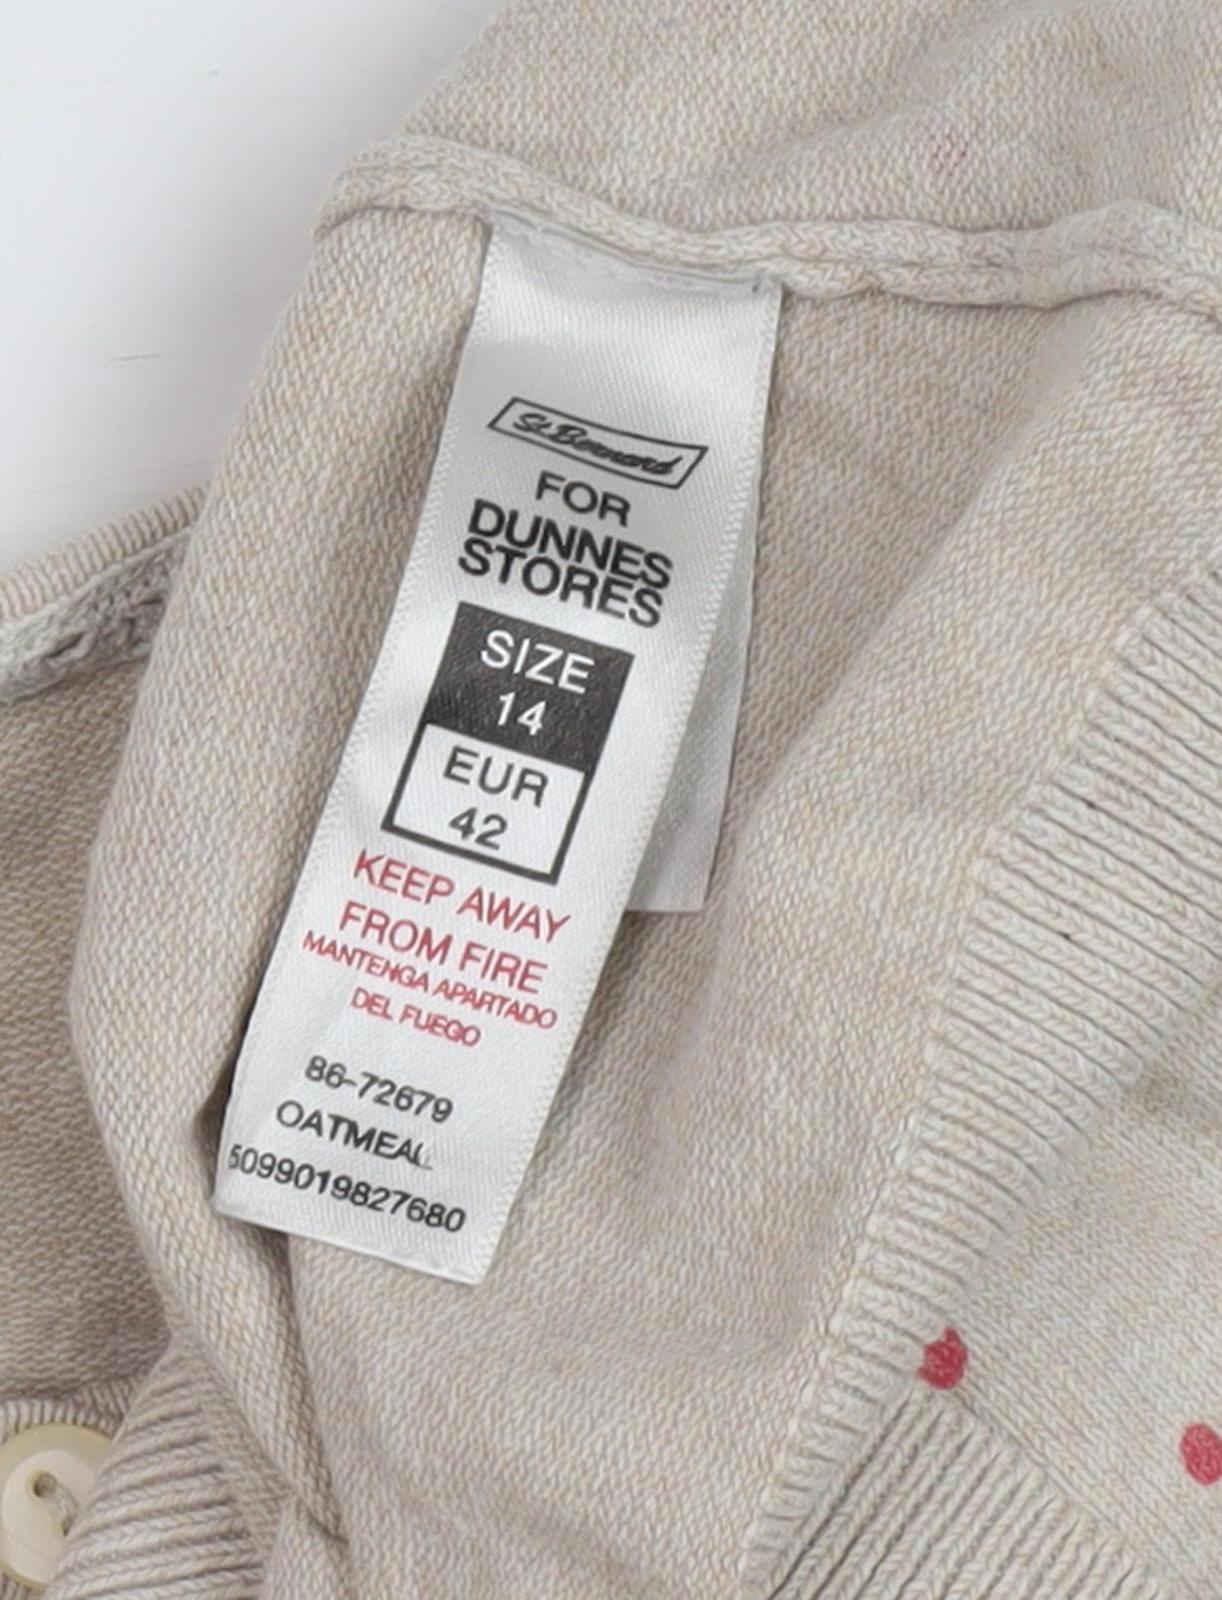 St.Bernard
FOR
DUNNES
STORES
SIZE
14
EUR
42
KEEP AWAY
FROM FIRE
MANTENGA APARTADO
DEL FUEGO
86-72679
OATMEAL
5099019827680